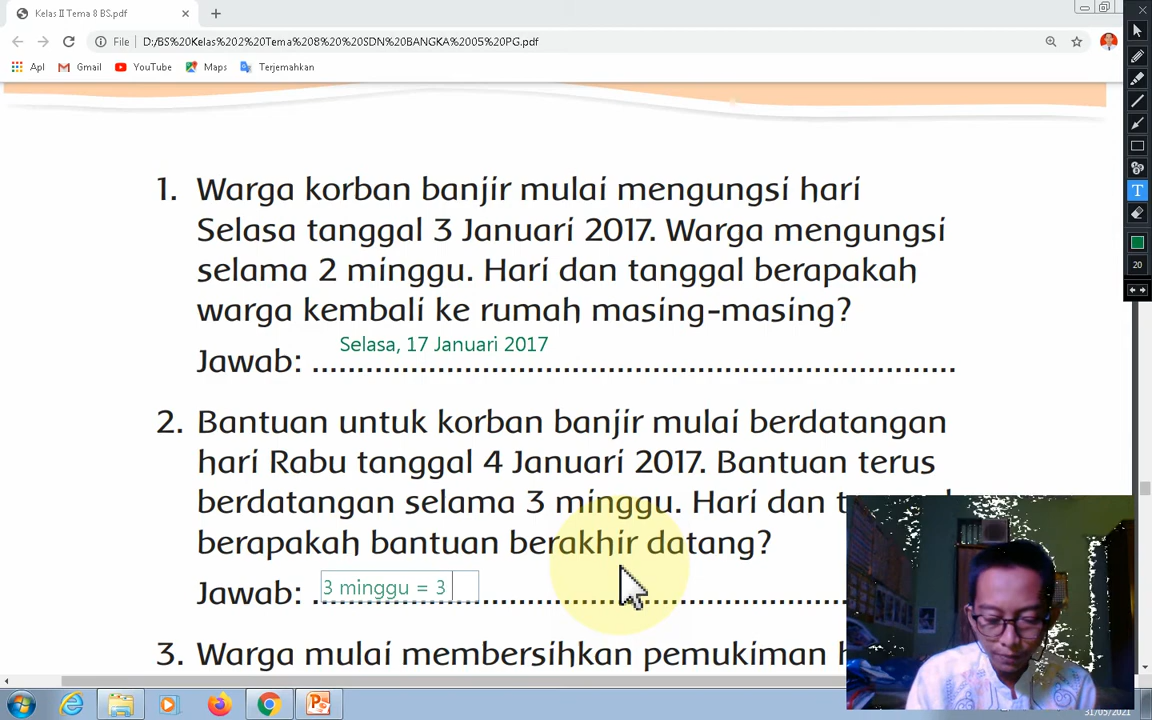 Kelas II Tema 8 BS.pdf
File D:/BS%20Kelas%202%20Tema%208%20%20SDN%20BANGKA%2005%20PG.pdf
Apl Gmail YouTube Maps Terjemahkan
1. Warga korban banjir mulai mengungsi hari
Selasa tanggal 3 Januari 2017. Warga mengungsi
selama 2 minggu. Hari dan tanggal berapakah
warga kembali ke rumah masing-masing?
Selasa, 17 Januari 2017
Jawab: ........................................................................
2. Bantuan untuk korban banjir mulai berdatangan
hari Rabu tanggal 4 Januari 2017. Bantuan terus
berdatangan selama 3 minggu. Hari dan
berapakah bantuan berakhir datang?
3 minggu = 3
Jawab: ............................................................
3. Warga mulai membersihkan pemukiman
T
20
31/05/2021